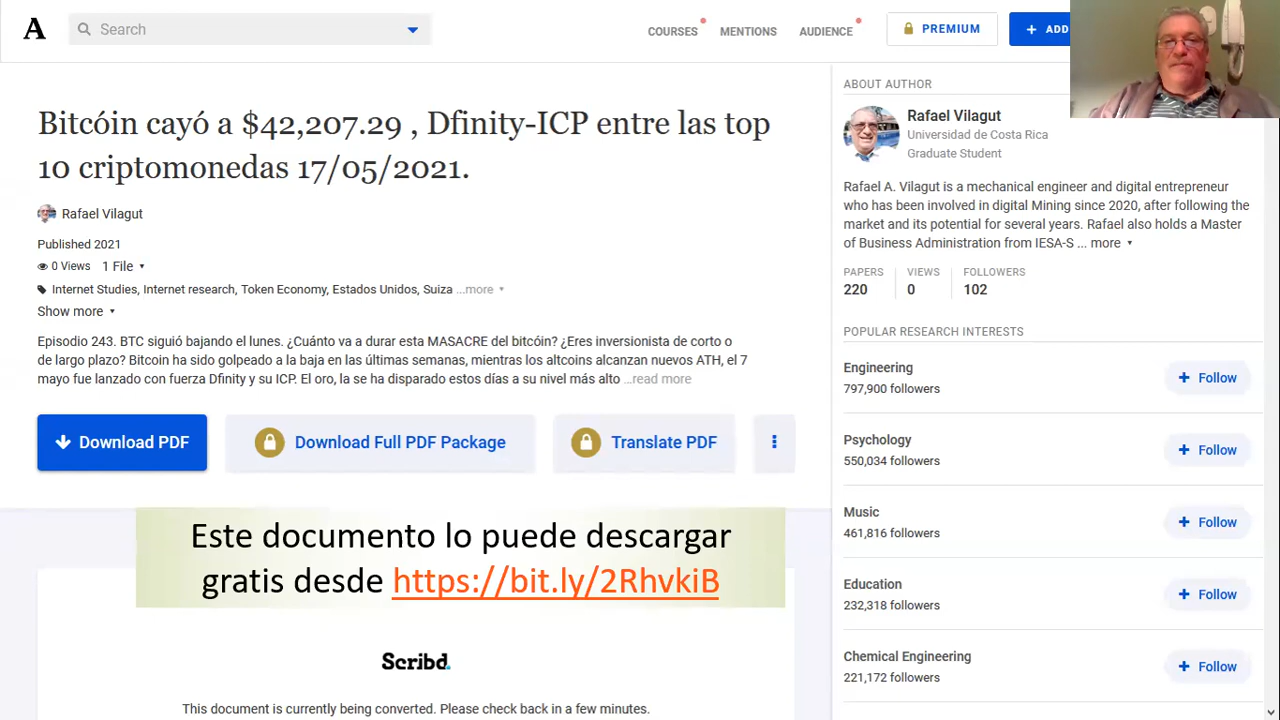 A
Search
COURSES
MENTIONS
AUDIENCE
PREMIUM
+ ADD
Bitcóin cayó a $42,207.29 , Dfinity-ICP entre las top
10 criptomonedas 17/05/2021.
Rafael Vilagut
Published 2021
0 Views 1 File
Internet Studies, Internet research, Token Economy, Estados Unidos, Suiza ...more
Show more
Episodio 243. BTC siguió bajando el lunes. ¿Cuánto va a durar esta MASACRE del bitcóin? ¿Eres inversionista de corto o
de largo plazo? Bitcoin ha sido golpeado a la baja en las últimas semanas, mientras los altcoins alcanzan nuevos ATH, el 7
mayo fue lanzado con fuerza Dfinity y su ICP. El oro, la se ha disparado estos días a su nivel más alto ...read more
Download PDF
Download Full PDF Package
Translate PDF
Este documento lo puede descargar
gratis desde https://bit.ly/2RhvkiB
Scribd.
This document is currently being converted. Please check back in a few minutes.
ABOUT AUTHOR
Rafael Vilagut
Universidad de Costa Rica
Graduate Student
Rafael A. Vilagut is a mechanical engineer and digital entrepreneur
who has been involved in digital Mining since 2020, after following the
market and its potential for several years. Rafael also holds a Master
of Business Administration from IESA-S ... more
PAPERS VIEWS FOLLOWERS
220 0 102
POPULAR RESEARCH INTERESTS
Engineering
797,900 followers
+ Follow
Psychology
550,034 followers
+ Follow
Music
461,816 followers
+ Follow
Education
232,318 followers
+ Follow
Chemical Engineering
221,172 followers
+ Follow